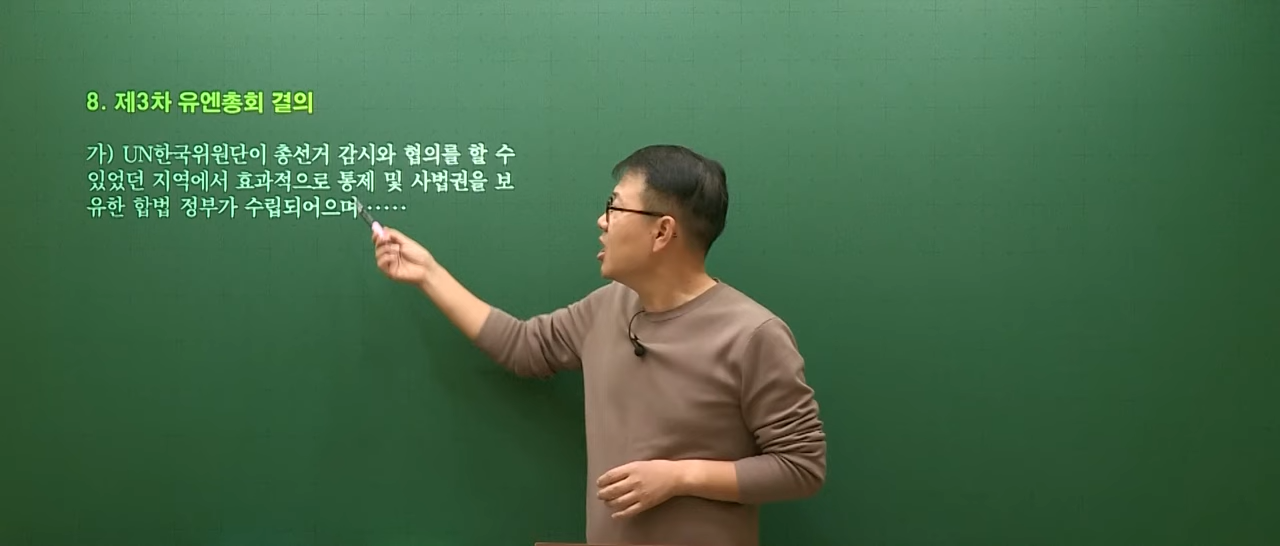 8. 제3차 유엔총회 결의
가) UN한국위원단이 총선거 감시와 협의를 할 수
있었던 지역에서 효과적으로 통제 및 사법권을 보
유한 합법 정부가 수립되어으며······